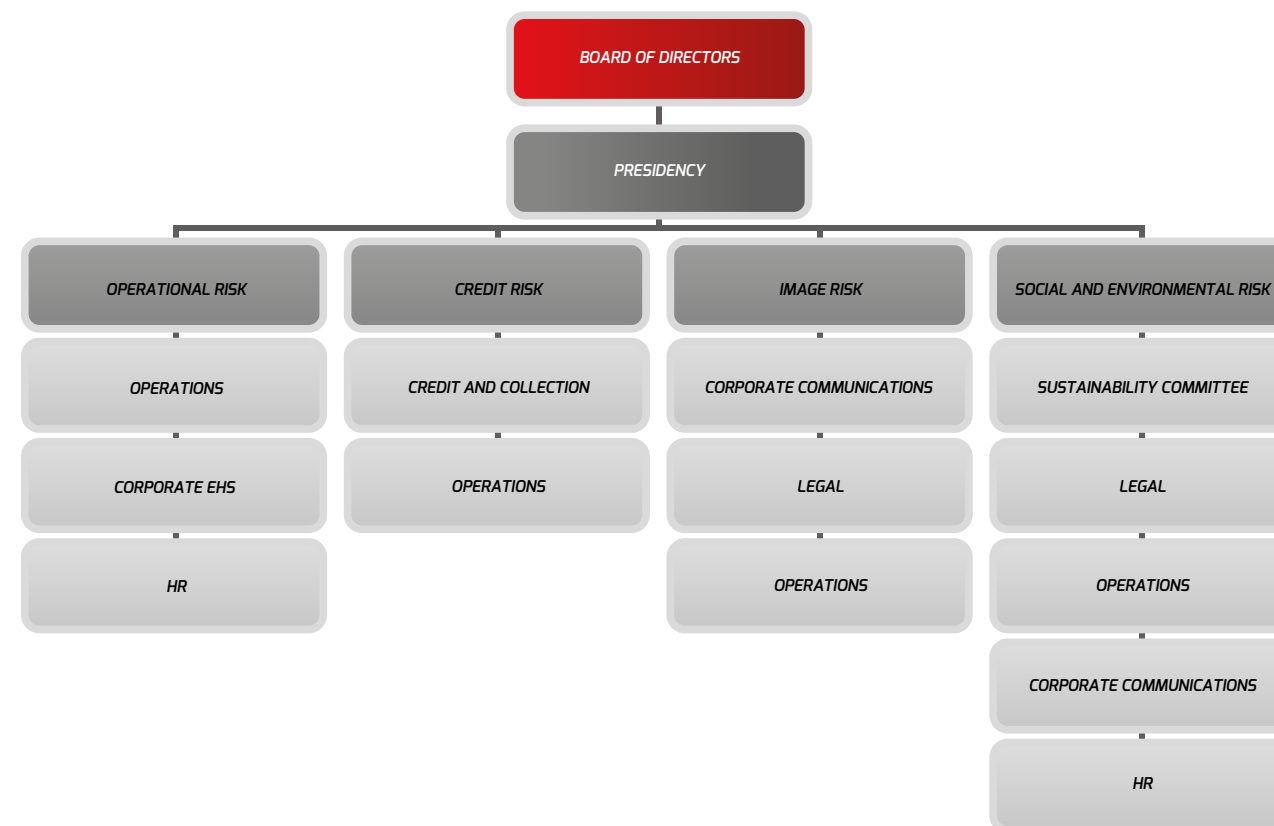 BOARD OF DIRECTORS
PRESIDENCY
OPERATIONAL RISK
CREDIT RISK
IMAGE RISK
SOCIAL AND ENVIRONMENTAL RISK
OPERATIONS
CREDIT AND COLLECTION
CORPORATE COMMUNICATIONS
SUSTAINABILITY COMMITTEE
CORPORATE EHS
OPERATIONS
LEGAL
LEGAL
HR
OPERATIONS
OPERATIONS
CORPORATE COMMUNICATIONS
HR